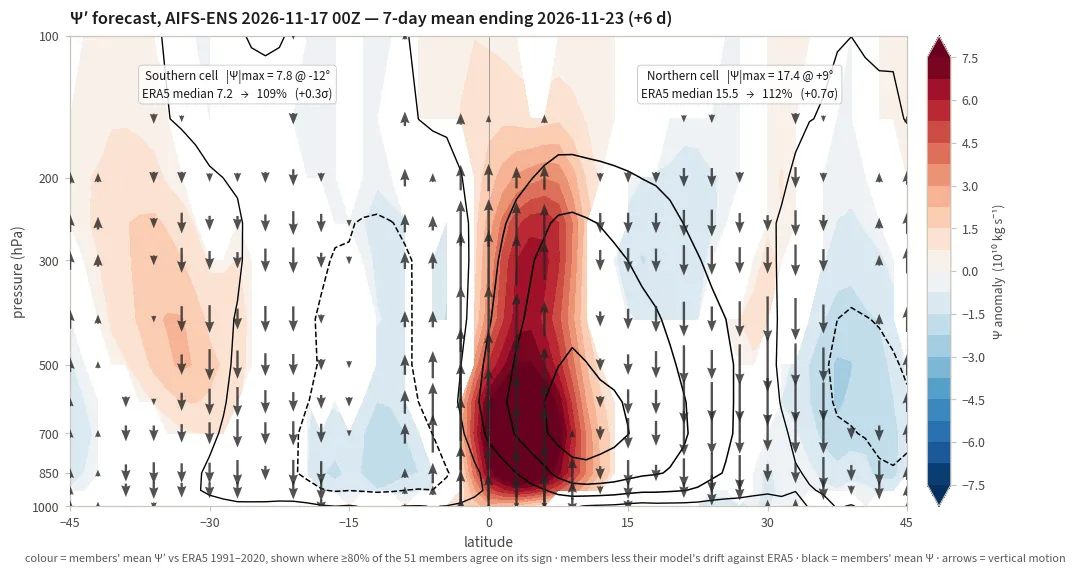 Ψ′ forecast, AIFS-ENS 2026-11-17 00Z — 7-day mean ending 2026-11-23 (+6 d)
Southern cell |Ψ|max = 7.8 @ -12°
ERA5 median 7.2 → 109% (+0.3σ)
Northern cell |Ψ|max = 17.4 @ +9°
ERA5 median 15.5 → 112% (+0.7σ)
100
200
300
400
500
700
850
1000
pressure (hPa)
−45
−30
−15
0
15
30
45
latitude
7.5
6.0
4.5
3.0
1.5
0.0
−1.5
−3.0
−4.5
−6.0
−7.5
Ψ anomaly (10¹⁰ kg s⁻¹)
colour = members' mean Ψ′ vs ERA5 1991–2020, shown where ≥80% of the 51 members agree on its sign · members less their model's drift against ERA5 · black = members' mean Ψ · arrows = vertical motion